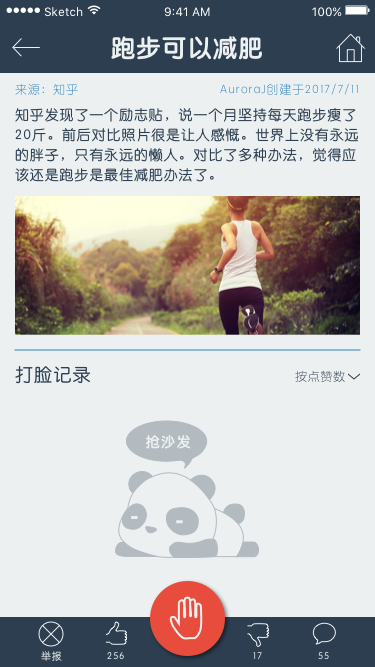 Sketch 9:41 AM 100%
跑步可以减肥
来源：知乎 AuroraJ创建于2017/7/11
知乎发现了一个励志贴，说一个月坚持每天跑步瘦了
20斤。前后对比照片很是让人感慨。世界上没有永远
的胖子，只有永远的懒人。对比了多种办法，觉得应
该还是跑步是最佳减肥办法了。
打脸记录 按点赞数
抢沙发
举报 256 17 55